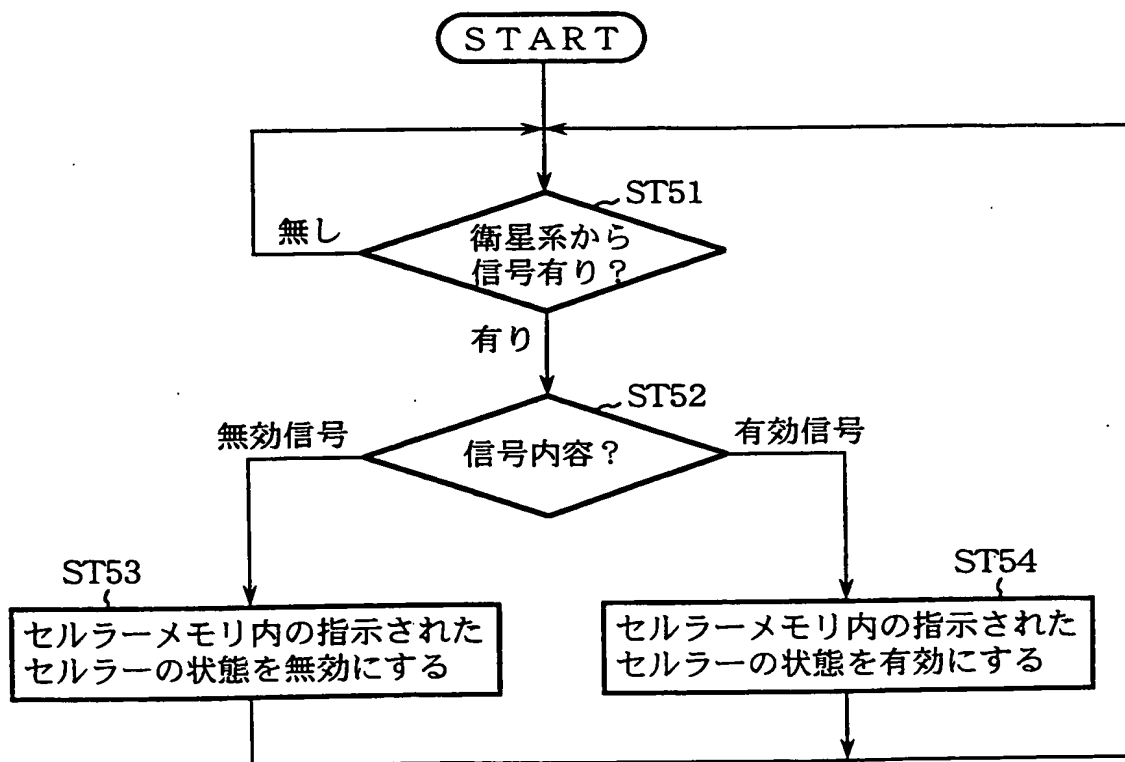 START
ST51
無し
衛星系から
信号有り?
有り
ST52
無効信号
信号内容?
有効信号
ST53
セルラーメモリ内の指示された
セルラーの状態を無効にする
ST54
セルラーメモリ内の指示された
セルラーの状態を有効にする